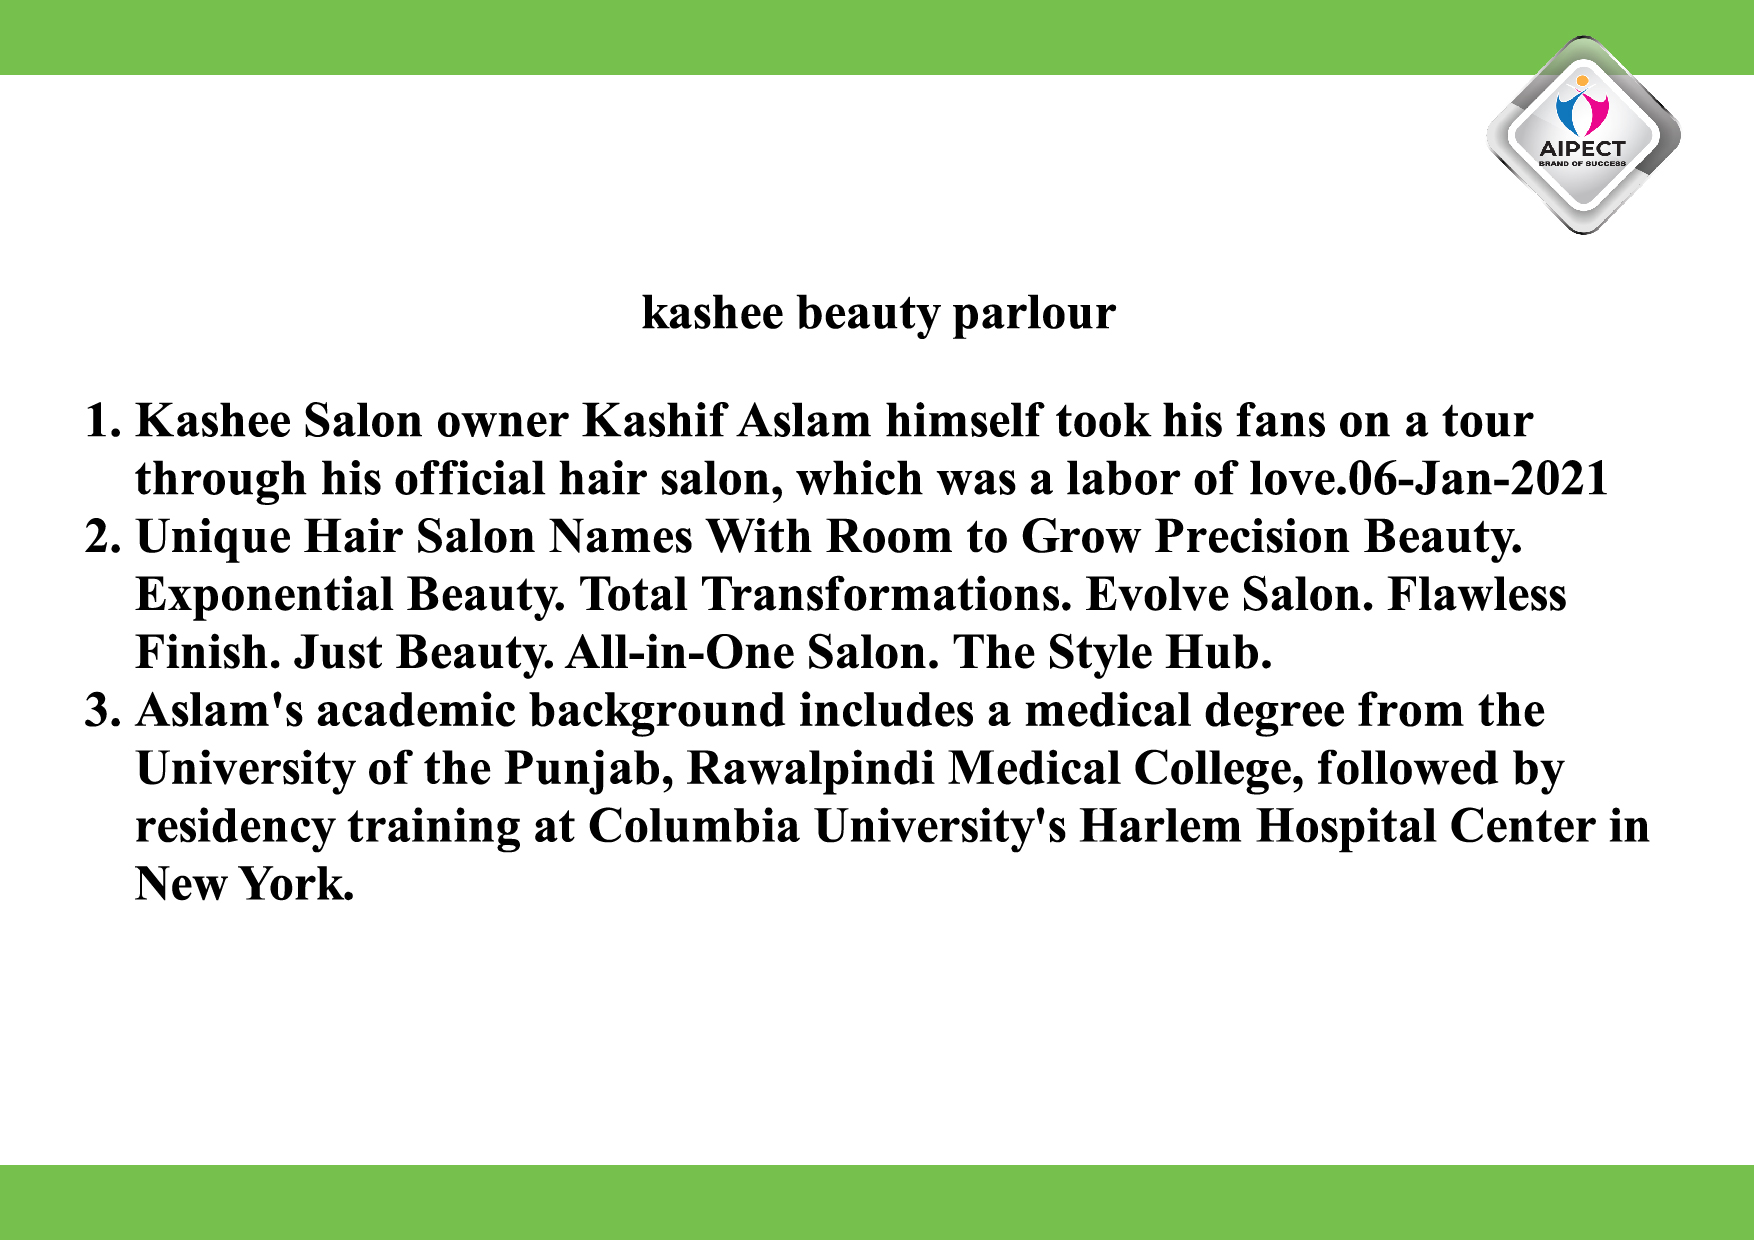 AIPECT
BRAND OF SUCCESS
kashee beauty parlour
1. Kashee Salon owner Kashif Aslam himself took his fans on a tour
through his official hair salon, which was a labor of love.06-Jan-2021
2. Unique Hair Salon Names With Room to Grow Precision Beauty.
Exponential Beauty. Total Transformations. Evolve Salon. Flawless
Finish. Just Beauty. All-in-One Salon. The Style Hub.
3. Aslam's academic background includes a medical degree from the
University of the Punjab, Rawalpindi Medical College, followed by
residency training at Columbia University's Harlem Hospital Center in
New York.